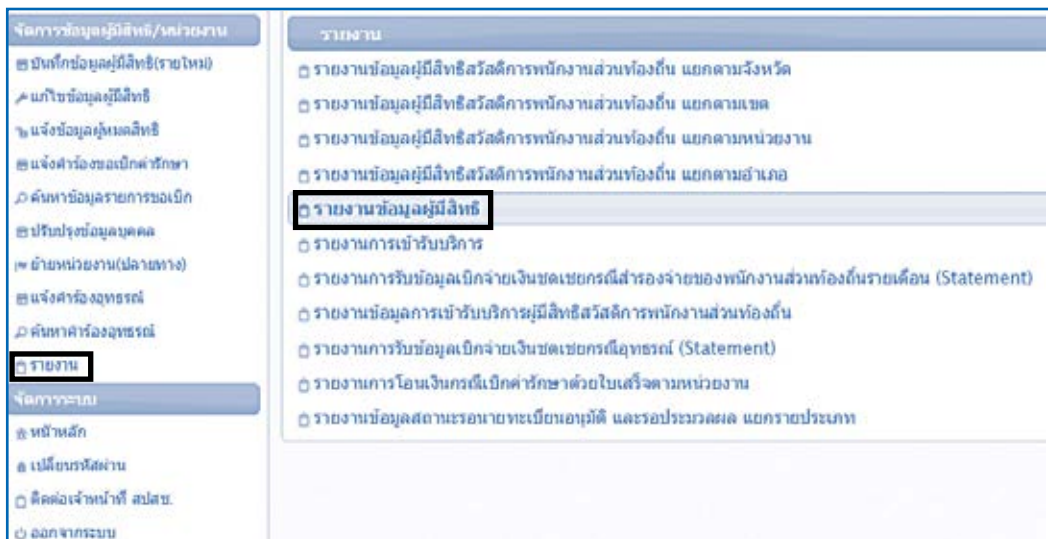 จัดการข้อมูลผู้มีสิทธิ/หน่วยงาน
บันทึกข้อมูลผู้มีสิทธิ(รายใหม่)
แก้ไขข้อมูลผู้มีสิทธิ
แจ้งข้อมูลผู้หมดสิทธิ
แจ้งคำร้องขอเบิกค่ารักษา
ค้นหาข้อมูลรายการขอเบิก
ปรับปรุงข้อมูลบุคคล
ย้ายหน่วยงาน(ปลายทาง)
แจ้งคำร้องอุทธรณ์
ค้นหาคำร้องอุทธรณ์
รายงาน
จัดการระบบ
หน้าหลัก
เปลี่ยนรหัสผ่าน
ติดต่อเจ้าหน้าที่ สปสช.
ออกจากระบบ
รายงาน
รายงานข้อมูลผู้มีสิทธิสวัสดิการพนักงานส่วนท้องถิ่น แยกตามจังหวัด
รายงานข้อมูลผู้มีสิทธิสวัสดิการพนักงานส่วนท้องถิ่น แยกตามเขต
รายงานข้อมูลผู้มีสิทธิสวัสดิการพนักงานส่วนท้องถิ่น แยกตามหน่วยงาน
รายงานข้อมูลผู้มีสิทธิสวัสดิการพนักงานส่วนท้องถิ่น แยกตามอำเภอ
รายงานข้อมูลผู้มีสิทธิ
รายงานการเข้ารับบริการ
รายงานการรับข้อมูลเบิกจ่ายเงินชดเชยกรณีสำรองจ่ายของพนักงานส่วนท้องถิ่นรายเดือน (Statement)
รายงานข้อมูลการเข้ารับบริการผู้มีสิทธิสวัสดิการพนักงานส่วนท้องถิ่น
รายงานการรับข้อมูลเบิกจ่ายเงินชดเชยกรณีอุทธรณ์ (Statement)
รายงานการโอนเงินกรณีเบิกค่ารักษาด้วยใบเสร็จตามหน่วยงาน
รายงานข้อมูลสถานะรอนายทะเบียนอนุมัติ และรอประมวลผล แยกรายประเภท